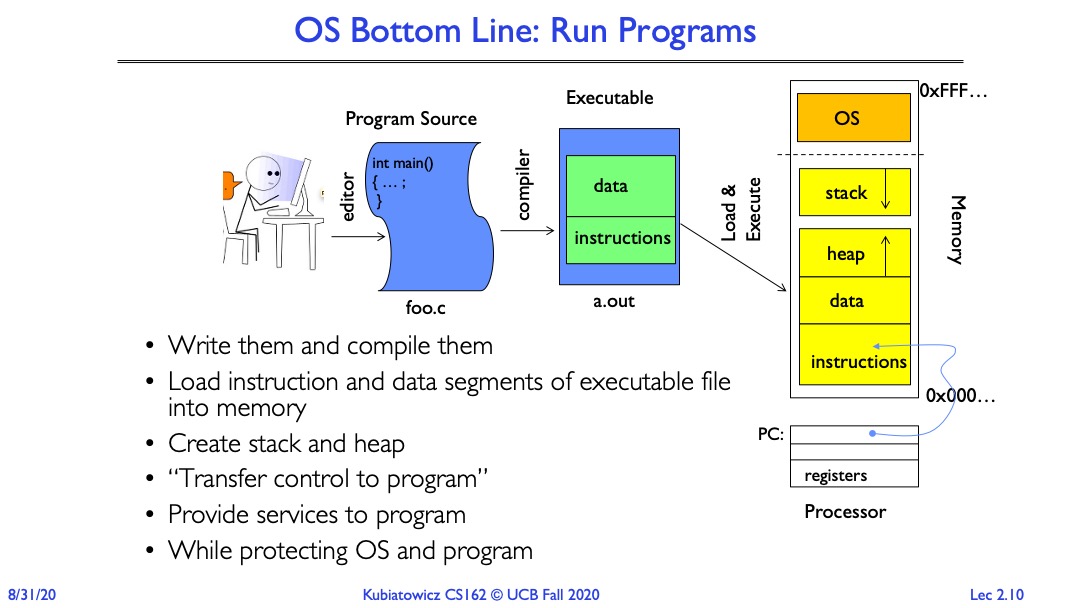 OS Bottom Line: Run Programs
Program Source
Executable
0xFFF…
OS
editor
int main()
{ … ;
}
compiler
data
instructions
Load &
Execute
stack
heap
data
instructions
Memory
foo.c
a.out
0x000…
PC:
registers
Processor
• Write them and compile them
• Load instruction and data segments of executable file
into memory
• Create stack and heap
• “Transfer control to program”
• Provide services to program
• While protecting OS and program
8/31/20
Kubiatowicz CS162 © UCB Fall 2020
Lec 2.10